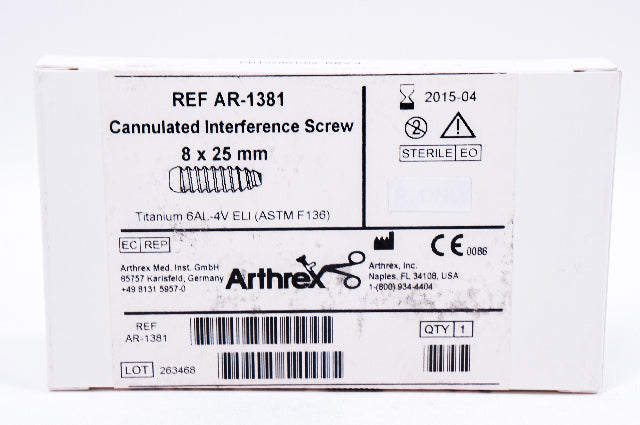 REF AR-1381
Cannulated Interference Screw
8 x 25 mm
Titanium 6AL-4V ELI (ASTM F136)
2015-04
2
STERILE EO
R ONLY
EC REP
Arthrex Med. Inst. GmbH
85757 Karlsfeld, Germany
+49 8131 5957-0
Arthrex
CE 0086
Arthrex, Inc.
Naples, FL 34108, USA
1-(800) 934-4404
REF
AR-1381
QTY 1
LOT 263468